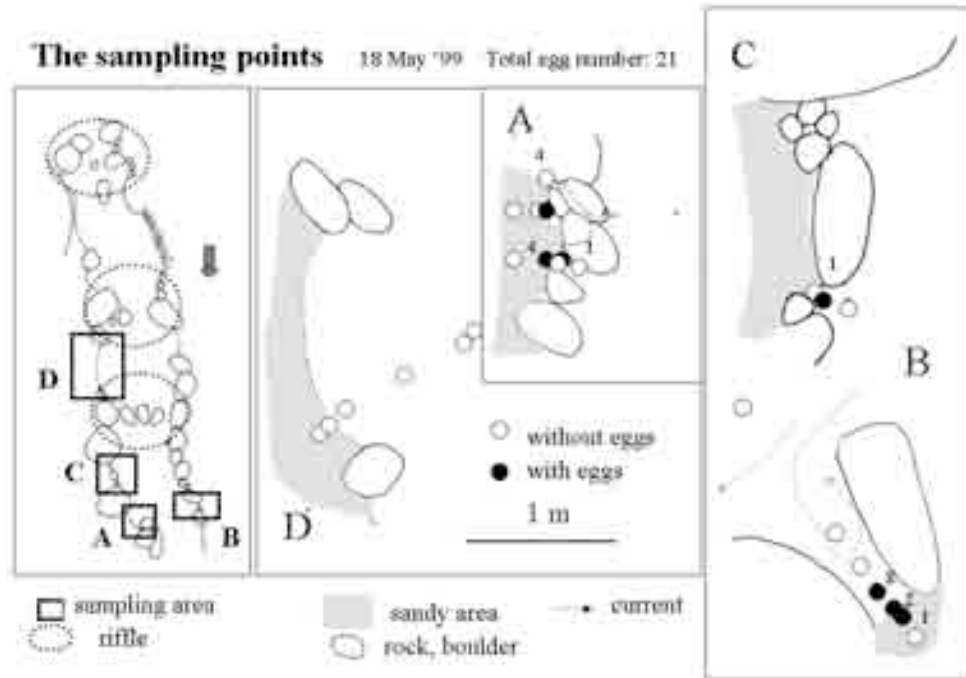 The sampling points 18 May '99 Total egg number: 21
C
A
4
4
1
1
D
B
C
without eggs
with eggs
A
B
D
1 m
1
sampling area
sandy area
current
riffle
rock, boulder